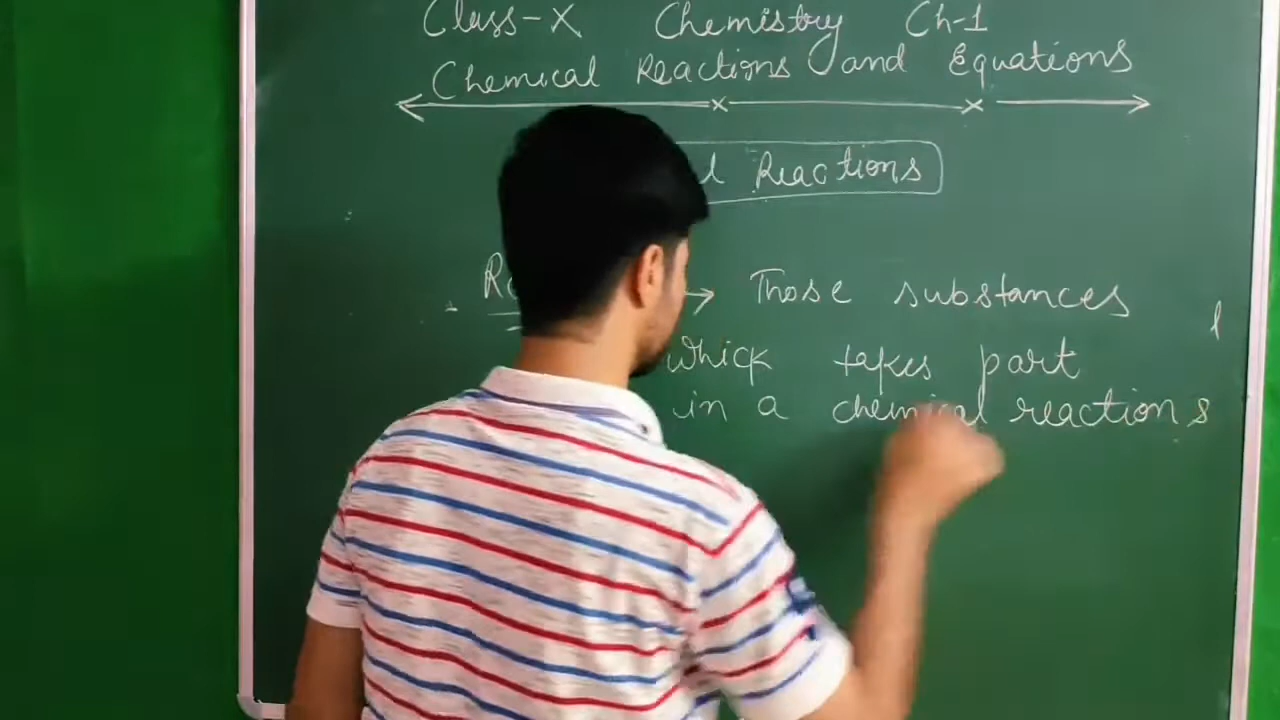 Class-X Chemistry Ch-1
Chemical Reactions and Equations
Reactions
→ Those substances
which takes part
in a chemical reactions